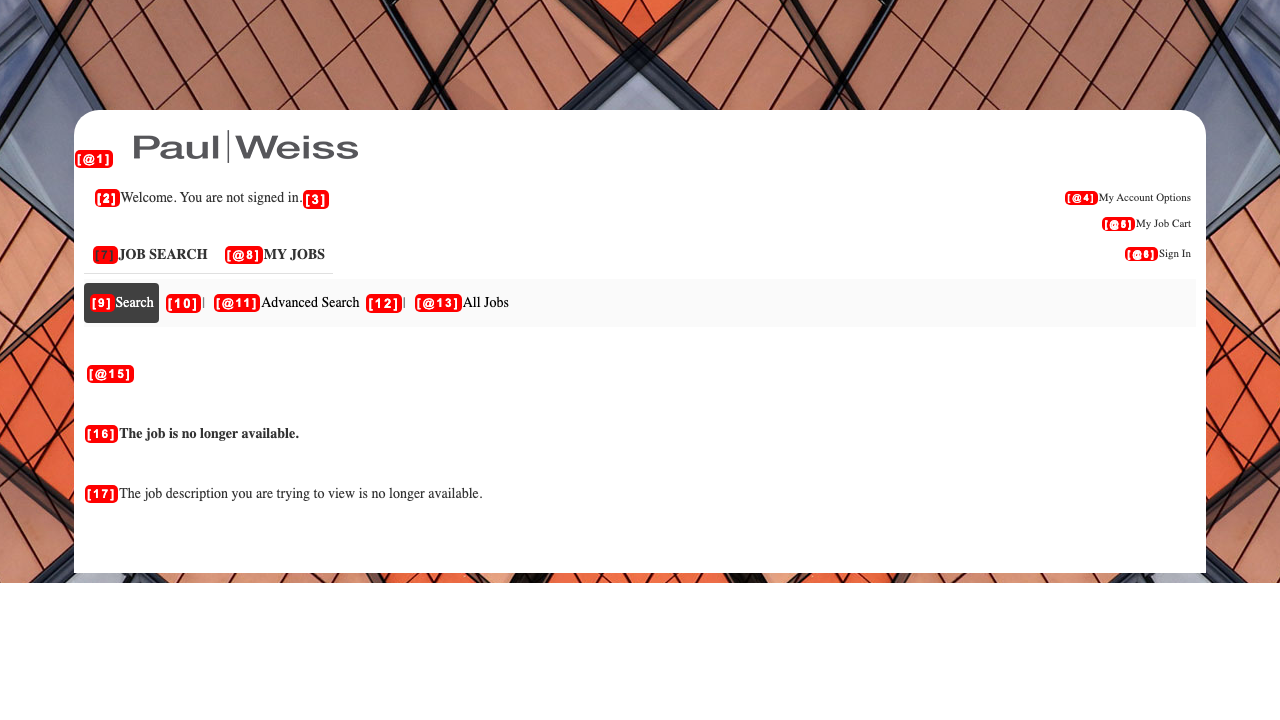 Paul|Weiss
[@1]
[2] Welcome. You are not signed in. [3]
[@4] My Account Options
[@5] My Job Cart
[7] JOB SEARCH [@8] MY JOBS
[@6] Sign In
[9] Search [10] | [@11] Advanced Search [12] | [@13] All Jobs
[@15]
[16] The job is no longer available.
[17] The job description you are trying to view is no longer available.